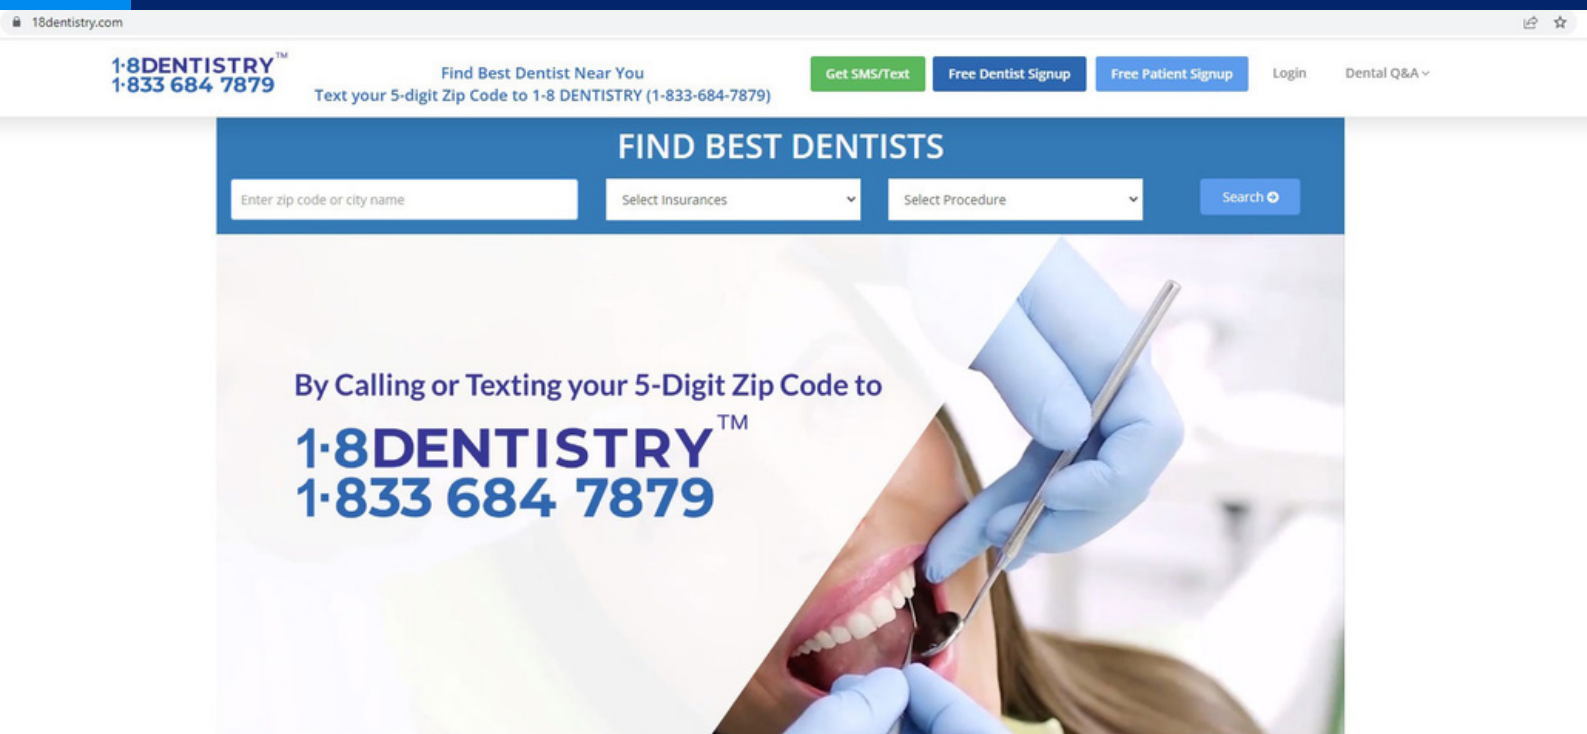 18dentistry.com
1·8DENTISTRY™
1·833 684 7879
Find Best Dentist Near You
Text your 5-digit Zip Code to 1-8 DENTISTRY (1-833-684-7879)
Get SMS/Text
Free Dentist Signup
Free Patient Signup
Login
Dental Q&A
FIND BEST DENTISTS
Enter zip code or city name
Select Insurances
Select Procedure
Search
By Calling or Texting your 5-Digit Zip Code to
1·8DENTISTRY™
1·833 684 7879